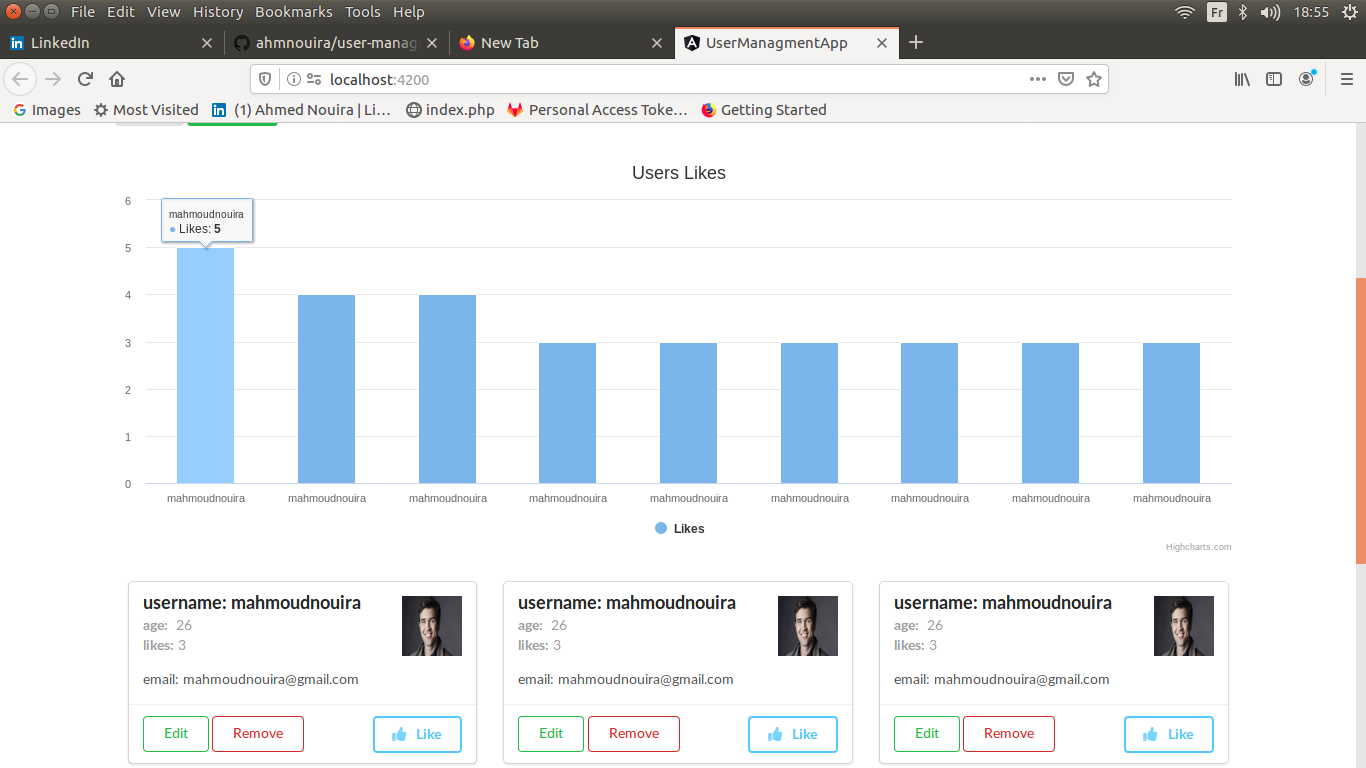 File Edit View History Bookmarks Tools Help Fr 18:55
LinkedIn ahmnouira/user-manag New Tab UserManagmentApp
localhost:4200
Images Most Visited (1) Ahmed Nouira | Li… index.php Personal Access Toke… Getting Started
Users Likes
6
mahmoudnouira
Likes: 5
5
4
3
2
1
0
mahmoudnouira mahmoudnouira mahmoudnouira mahmoudnouira mahmoudnouira mahmoudnouira mahmoudnouira mahmoudnouira mahmoudnouira
Likes
Highcharts.com
username: mahmoudnouira
age: 26
likes: 3
email: mahmoudnouira@gmail.com
Edit Remove Like
username: mahmoudnouira
age: 26
likes: 3
email: mahmoudnouira@gmail.com
Edit Remove Like
username: mahmoudnouira
age: 26
likes: 3
email: mahmoudnouira@gmail.com
Edit Remove Like